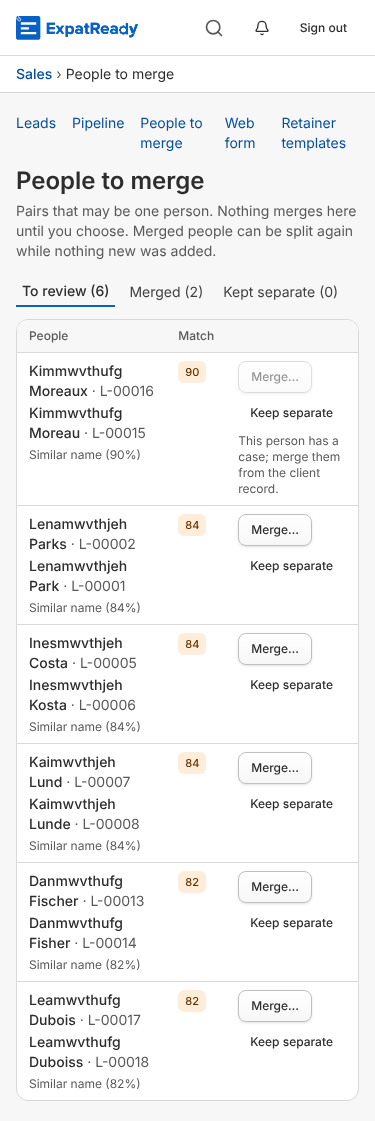 ExpatReady
Sign out
Sales › People to merge
Leads
Pipeline
People to
merge
Web
form
Retainer
templates
People to merge
Pairs that may be one person. Nothing merges here
until you choose. Merged people can be split again
while nothing new was added.
To review (6)
Merged (2)
Kept separate (0)
People
Match
Kimmwvthufg
Moreaux · L-00016
Kimmwvthufg
Moreau · L-00015
Similar name (90%)
90
Merge...
Keep separate
This person has a
case; merge them
from the client
record.
Lenamwvthjeh
Parks · L-00002
Lenamwvthjeh
Park · L-00001
Similar name (84%)
84
Merge...
Keep separate
Inesmwvthjeh
Costa · L-00005
Inesmwvthjeh
Kosta · L-00006
Similar name (84%)
84
Merge...
Keep separate
Kaimwvthjeh
Lund · L-00007
Kaimwvthjeh
Lunde · L-00008
Similar name (84%)
84
Merge...
Keep separate
Danmwvthufg
Fischer · L-00013
Danmwvthufg
Fisher · L-00014
Similar name (82%)
82
Merge...
Keep separate
Leamwvthufg
Dubois · L-00017
Leamwvthufg
Duboiss · L-00018
Similar name (82%)
82
Merge...
Keep separate